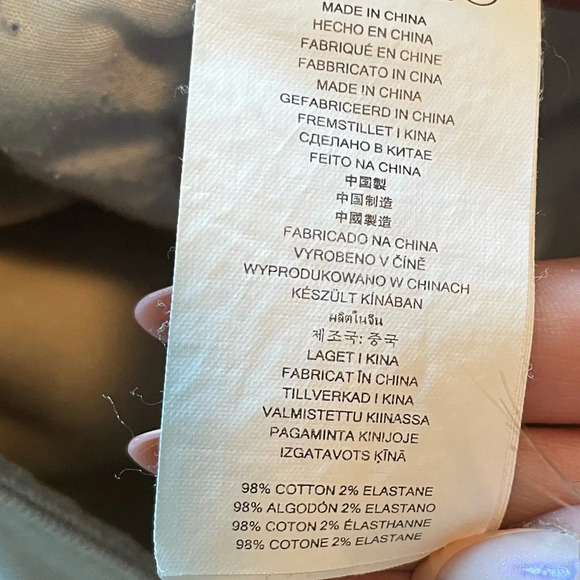 MADE IN CHINA
HECHO EN CHINA
FABRIQUÉ EN CHINE
FABBRICATO IN CINA
MADE IN CHINA
GEFABRICEERD IN CHINA
FREMSTILLET I KINA
СДЕЛАНО В КИТАЕ
FEITO NA CHINA
中国製
中国制造
中國製造
FABRICADO NA CHINA
VYROBENO V ČÍNĚ
WYPRODUKOWANO W CHINACH
KÉSZÜLT KÍNÁBAN
ผลิตในจีน
제조국: 중국
LAGET I KINA
FABRICAT ÎN CHINA
TILLVERKAD I KINA
VALMISTETTU KIINASSA
PAGAMINTA KINIJOJE
IZGATAVOTS ĶĪNĀ
98% COTTON 2% ELASTANE
98% ALGODÓN 2% ELASTANO
98% COTON 2% ÉLASTHANNE
98% COTONE 2% ELASTANE